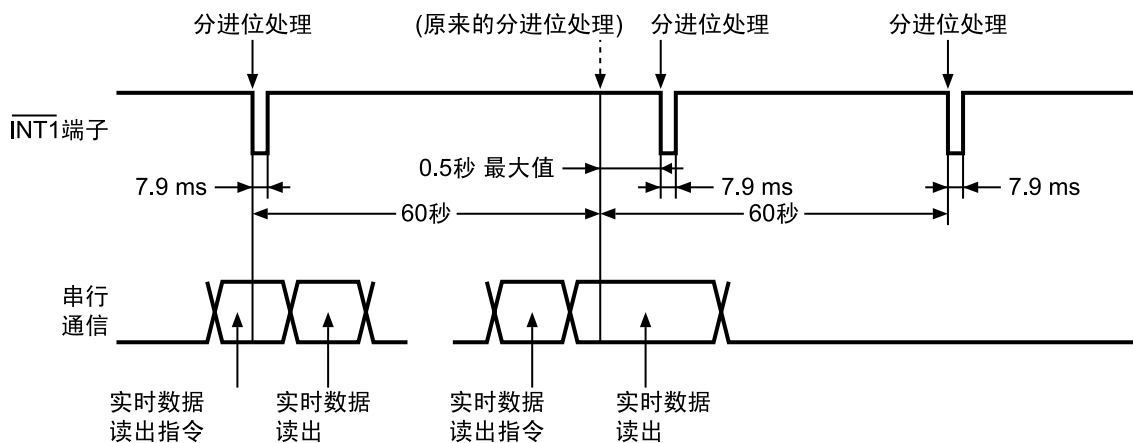 分进位处理
(原来的分进位处理)
分进位处理
分进位处理
INT1端子
0.5秒 最大值
7.9 ms
7.9 ms
7.9 ms
60秒
60秒
串行
通信
实时数据
读出指令
实时数据
读出
实时数据
读出指令
实时数据
读出